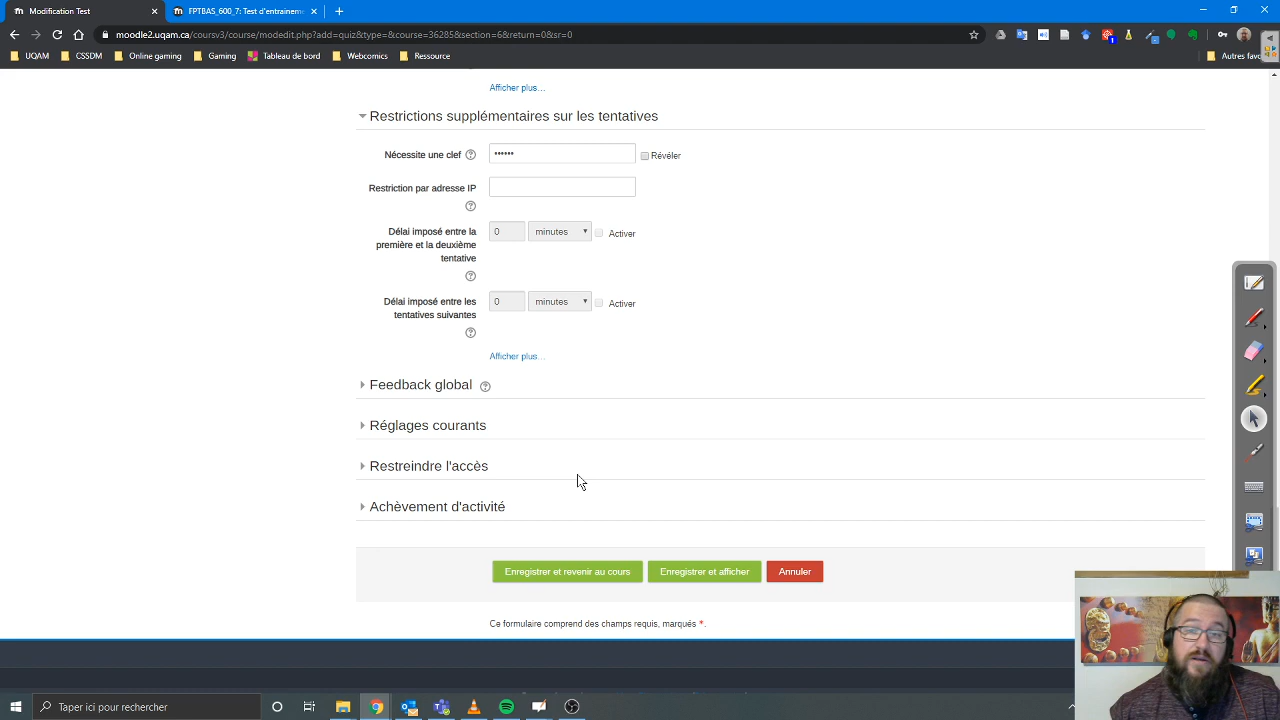 Modification Test
FPTBAS_600_7: Test d'entrainem
moodle2.uqam.ca/coursv3/course/modedit.php?add=quiz&type=&course=36285&section=6&return=0&sr=0
UQAM
CSSDM
Online gaming
Gaming
Tableau de bord
Webcomics
Ressource
Autres favo
Afficher plus...
Restrictions supplémentaires sur les tentatives
Nécessite une clef
••••••
Révéler
Restriction par adresse IP
Délai imposé entre la
première et la deuxième
tentative
0 minutes
Activer
Délai imposé entre les
tentatives suivantes
0 minutes
Activer
Afficher plus...
Feedback global
Réglages courants
Restreindre l'accès
Achèvement d'activité
Enregistrer et revenir au cours
Enregistrer et afficher
Annuler
Ce formulaire comprend des champs requis, marqués *.
Taper ici pour rechercher